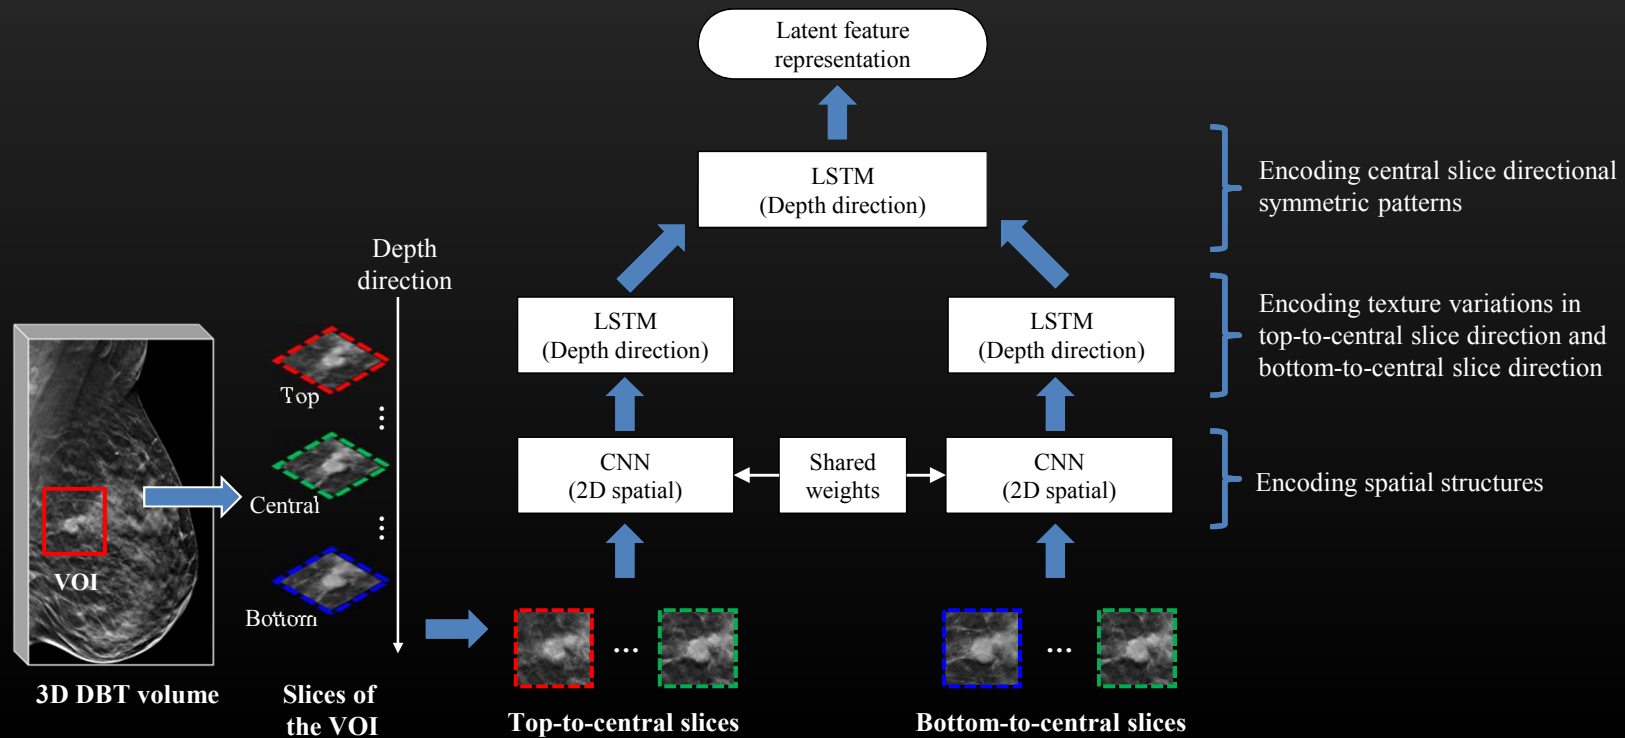 Latent feature
representation
LSTM
(Depth direction)
Encoding central slice directional
symmetric patterns
Depth
direction
LSTM
(Depth direction)
LSTM
(Depth direction)
Encoding texture variations in
top-to-central slice direction and
bottom-to-central slice direction
Top
...
CNN
(2D spatial)
Shared
weights
CNN
(2D spatial)
Encoding spatial structures
Central
...
VOI
Bottom
...
...
3D DBT volume
Slices of
the VOI
Top-to-central slices
Bottom-to-central slices